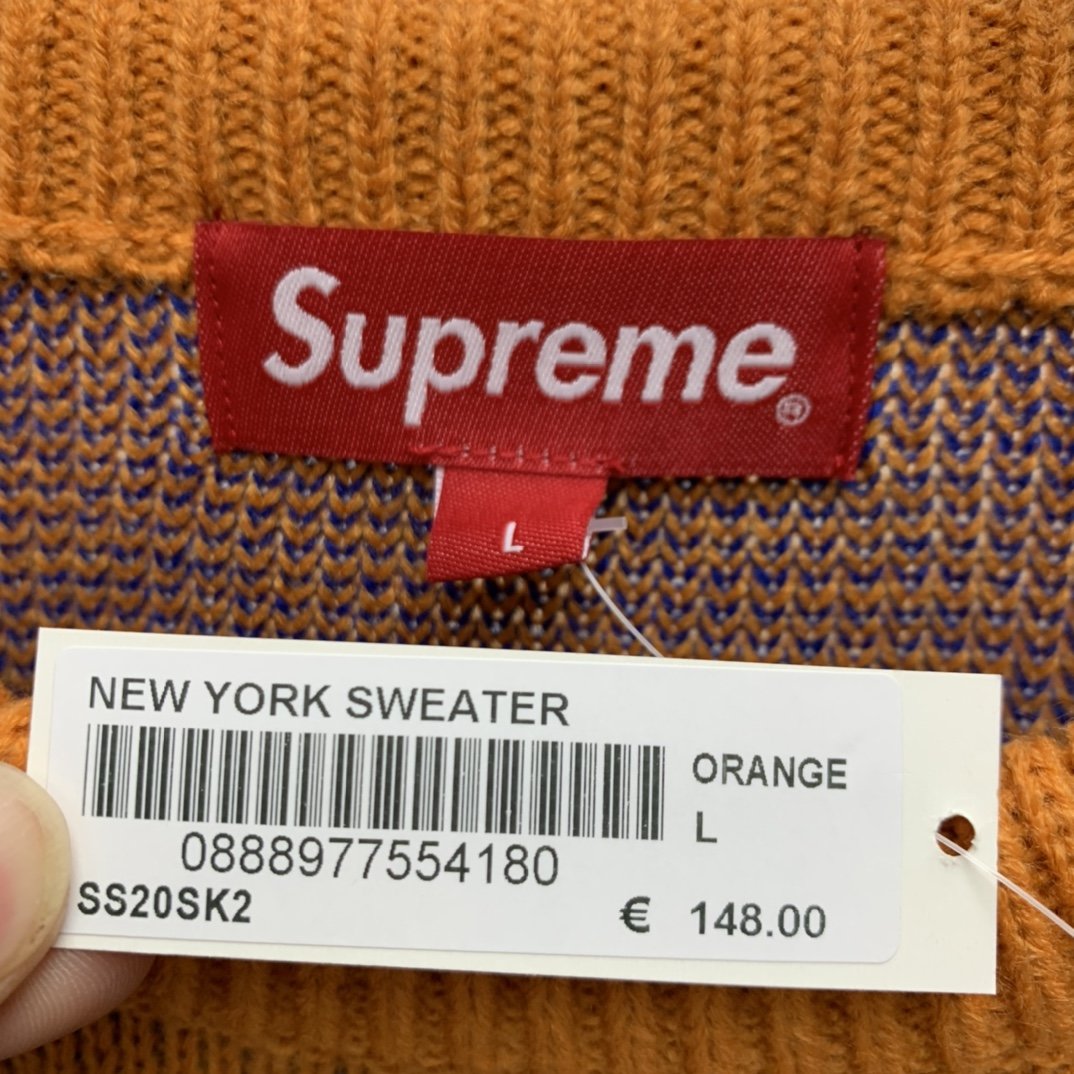 Supreme®
L
NEW YORK SWEATER
ORANGE
L
0888977554180
SS20SK2
€ 148.00